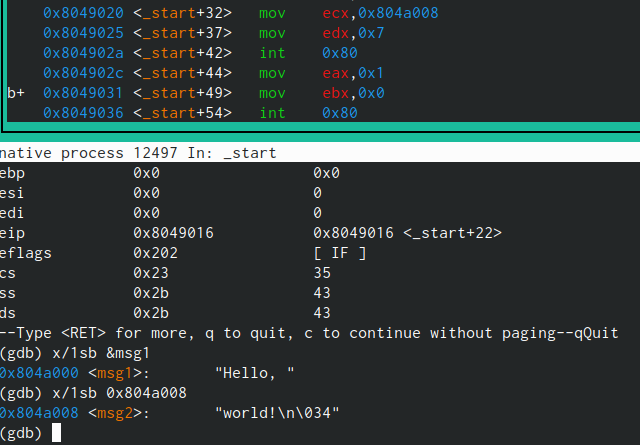 0x8049020 <_start+32> mov ecx,0x804a008
0x8049025 <_start+37> mov edx,0x7
0x804902a <_start+42> int 0x80
0x804902c <_start+44> mov eax,0x1
b+ 0x8049031 <_start+49> mov ebx,0x0
0x8049036 <_start+54> int 0x80
native process 12497 In: _start
ebp 0x0 0x0
esi 0x0 0
edi 0x0 0
eip 0x8049016 0x8049016 <_start+22>
eflags 0x202 [ IF ]
cs 0x23 35
ss 0x2b 43
ds 0x2b 43
--Type <RET> for more, q to quit, c to continue without paging--qQuit
(gdb) x/1sb &msg1
0x804a000 <msg1>: "Hello, "
(gdb) x/1sb 0x804a008
0x804a008 <msg2>: "world!\n\034"
(gdb)